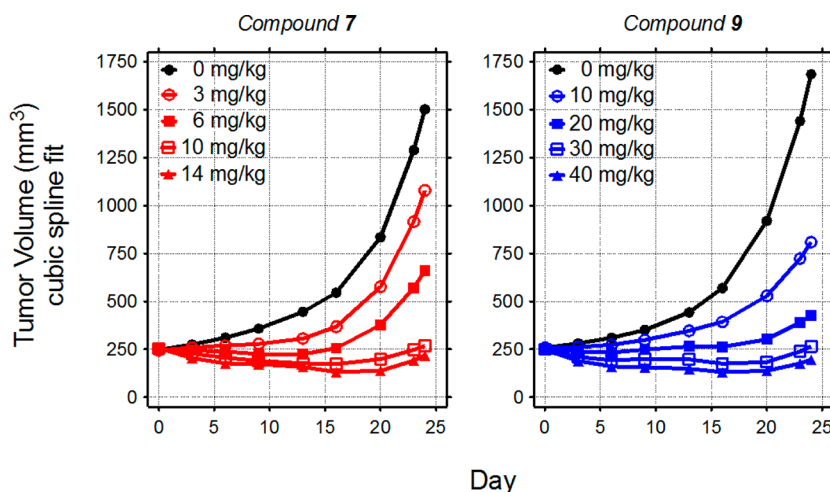 Compound 7
Compound 9
Tumor Volume (mm³)
cubic spline fit
1750
1500
1250
1000
750
500
250
0
0 mg/kg
3 mg/kg
6 mg/kg
10 mg/kg
14 mg/kg
0
5
10
15
20
25
1750
1500
1250
1000
750
500
250
0
0 mg/kg
10 mg/kg
20 mg/kg
30 mg/kg
40 mg/kg
0
5
10
15
20
25
Day